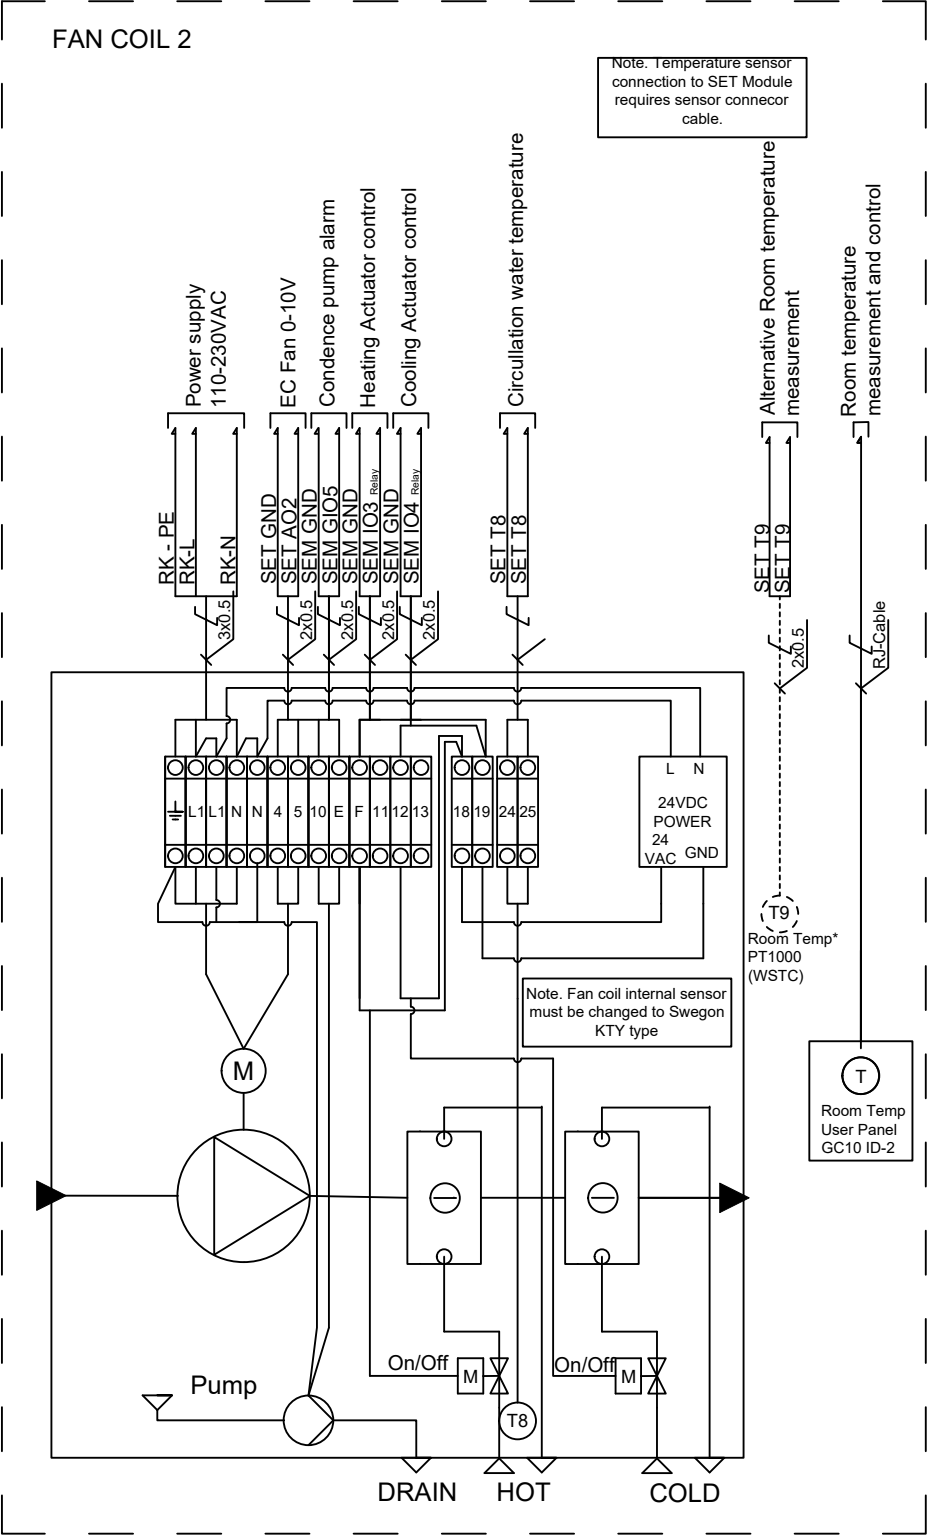 FAN COIL 2
Note. Temperature sensor
connection to SET Module
requires sensor connecor
cable.
Power supply
110-230VAC
EC Fan 0-10V
Condence pump alarm
Heating Actuator control
Cooling Actuator control
Circullation water temperature
Alternative Room temperature
measurement
Room temperature
measurement and control
RK - PE
RK-L
RK-N
SET GND
SET AO2
SEM GND
SEM GIO5
SEM GND
SEM IO3 Relay
SEM GND
SEM IO4 Relay
SET T8
SET T8
SET T9
SET T9
3x0.5
2x0.5
2x0.5
2x0.5
2x0.5
2x0.5
RJ-Cable
L1 L1 N N 4 5 10 E F 11 12 13 18 19 24 25
L N
24VDC
POWER
24
VAC GND
T9
Room Temp*
PT1000
(WSTC)
Note. Fan coil internal sensor
must be changed to Swegon
KTY type
M
T
Room Temp
User Panel
GC10 ID-2
On/Off
M
On/Off
M
Pump
T8
DRAIN
HOT
COLD